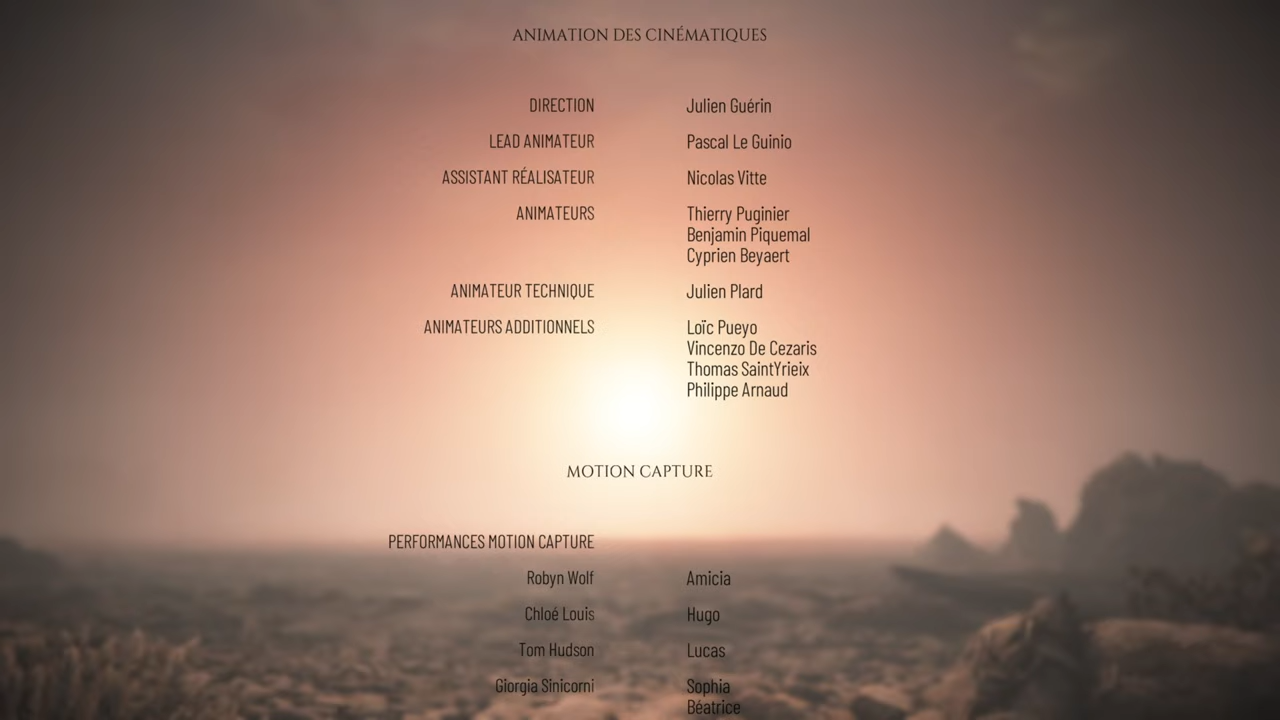 ANIMATION DES CINÉMATIQUES
DIRECTION Julien Guérin
LEAD ANIMATEUR Pascal Le Guinio
ASSISTANT RÉALISATEUR Nicolas Vitte
ANIMATEURS Thierry Puginier
Benjamin Piquemal
Cyprien Beyaert
ANIMATEUR TECHNIQUE Julien Plard
ANIMATEURS ADDITIONNELS Loïc Pueyo
Vincenzo De Cezaris
Thomas SaintYrieix
Philippe Arnaud
MOTION CAPTURE
PERFORMANCES MOTION CAPTURE
Robyn Wolf Amicia
Chloé Louis Hugo
Tom Hudson Lucas
Giorgia Sinicorni Sophia
Béatrice